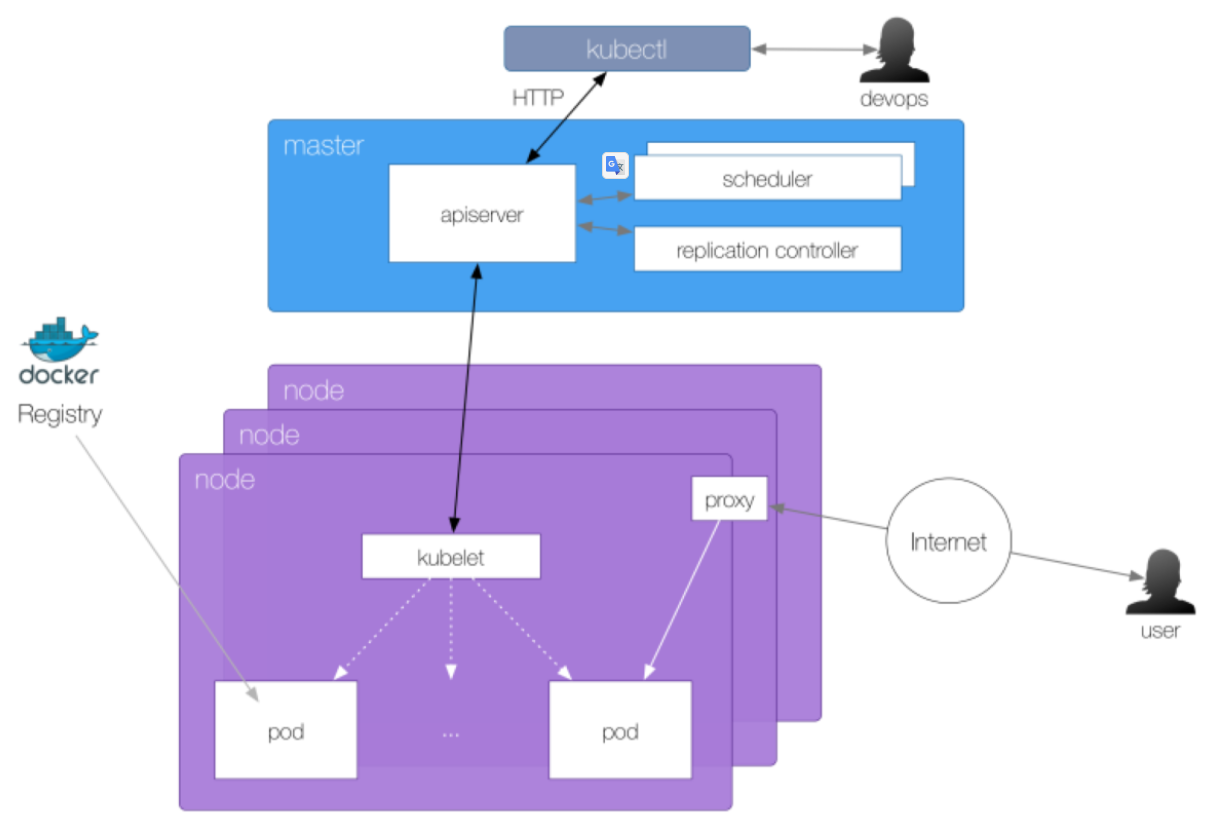 kubectl
HTTP
devops
master
apiserver
scheduler
replication controller
docker
Registry
node
node
node
proxy
kubelet
Internet
user
pod
...
pod